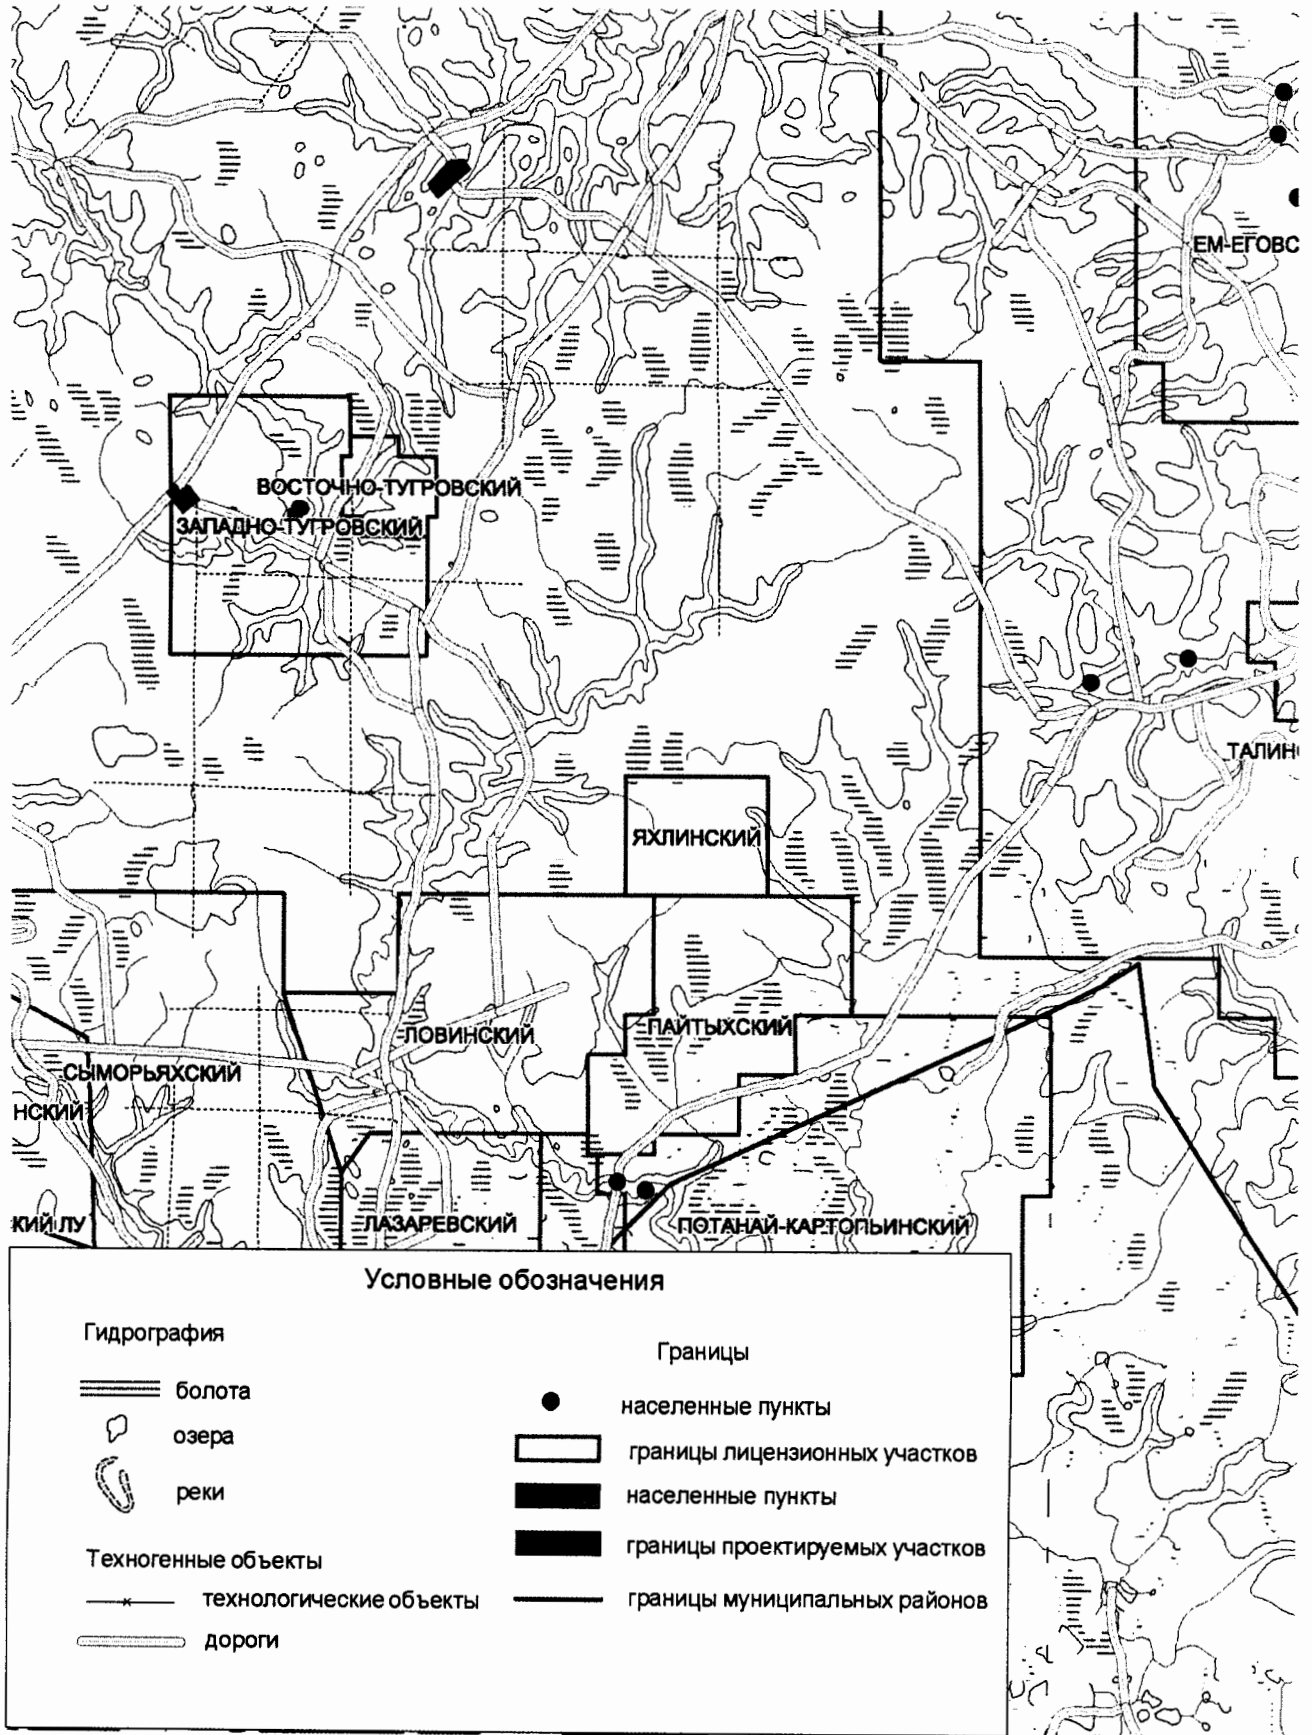 ЕМ-ЕГОВС
ВОСТОЧНО-ТУГРОВСКИЙ
ЗАПАДНО-ТУГРОВСКИЙ
ТАЛИН
ЯХЛИНСКИЙ
ЛОВИНСКИЙ
ПАЙТЫХСКИЙ
СЫМОРЬЯХСКИЙ
НСКИЙ
КИЙ ЛУ
ЛАЗАРЕВСКИЙ
ПОТАНАЙ-КАРТОПЬИНСКИЙ
Условные обозначения
Гидрография
болота
озера
реки
Техногенные объекты
технологические объекты
дороги
Границы
населенные пункты
границы лицензионных участков
населенные пункты
границы проектируемых участков
границы муниципальных районов